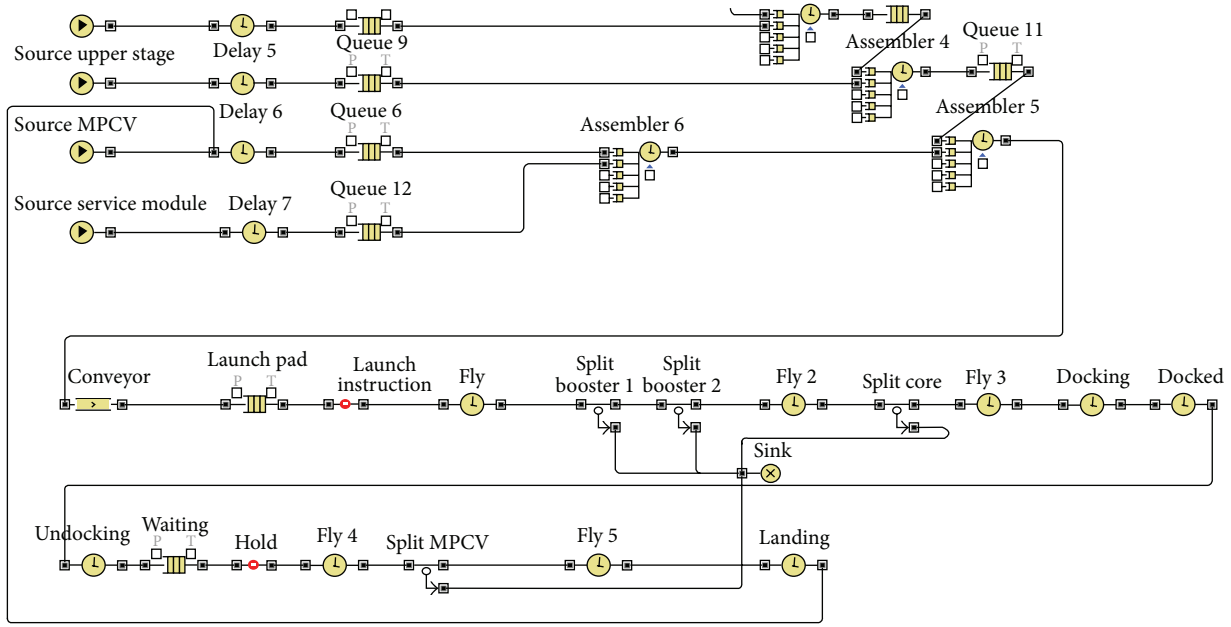 Source upper stage
Delay 5
Queue 9
Assembler 4
Queue 11
P T
P T
Source MPCV
Delay 6
Queue 6
Assembler 6
Assembler 5
P T
Source service module
Delay 7
Queue 12
P T
Conveyor
Launch pad
P T
Launch
instruction
Fly
Split
booster 1
Split
booster 2
Fly 2
Split core
Fly 3
Docking
Docked
Sink
Undocking
Waiting
P T
Hold
Fly 4
Split MPCV
Fly 5
Landing